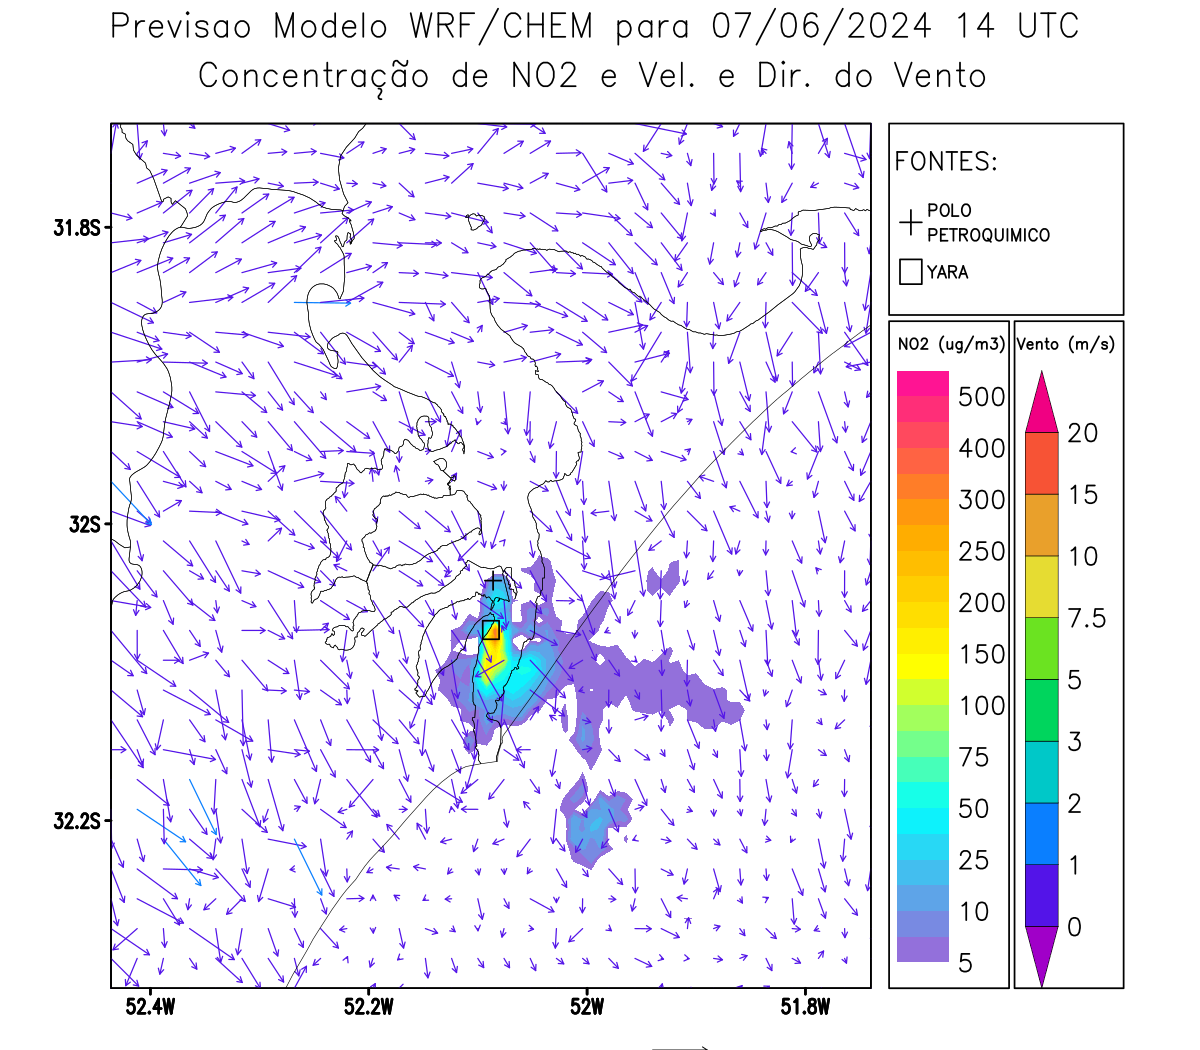 Previsao Modelo WRF/CHEM para 07/06/2024 14 UTC
Concentração de NO2 e Vel. e Dir. do Vento
FONTES:
POLO
PETROQUIMICO
YARA
NO2 (ug/m3)
500
400
300
250
200
150
100
75
50
25
10
5
Vento (m/s)
20
15
10
7.5
5
3
2
1
0
31.8S
32S
32.2S
52.4W
52.2W
52W
51.8W